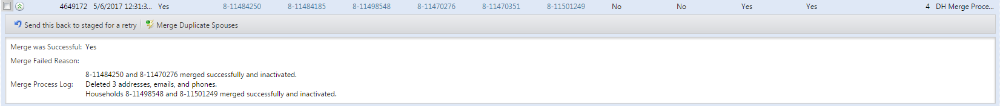 4649172 5/6/2017 12:31:3... Yes 8-11484250 8-11484185 8-11498548 8-11470276 8-11470351 8-11501249 No No Yes Yes 4 DH Merge Proce...
Send this back to staged for a retry Merge Duplicate Spouses
Merge was Successful: Yes
Merge Failed Reason:
8-11484250 and 8-11470276 merged successfully and inactivated.
Merge Process Log: Deleted 3 addresses, emails, and phones.
Households 8-11498548 and 8-11501249 merged successfully and inactivated.